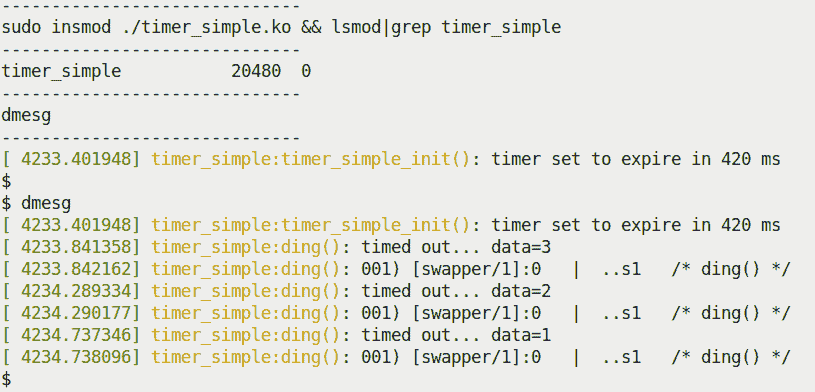 ------------------------------
sudo insmod ./timer_simple.ko && lsmod|grep timer_simple
------------------------------
timer_simple           20480  0
------------------------------
dmesg
------------------------------
[ 4233.401948] timer_simple:timer_simple_init(): timer set to expire in 420 ms
$
$ dmesg
[ 4233.401948] timer_simple:timer_simple_init(): timer set to expire in 420 ms
[ 4233.841358] timer_simple:ding(): timed out... data=3
[ 4233.842162] timer_simple:ding(): 001) [swapper/1]:0   |  ..s1   /* ding() */
[ 4234.289334] timer_simple:ding(): timed out... data=2
[ 4234.290177] timer_simple:ding(): 001) [swapper/1]:0   |  ..s1   /* ding() */
[ 4234.737346] timer_simple:ding(): timed out... data=1
[ 4234.738096] timer_simple:ding(): 001) [swapper/1]:0   |  ..s1   /* ding() */
$